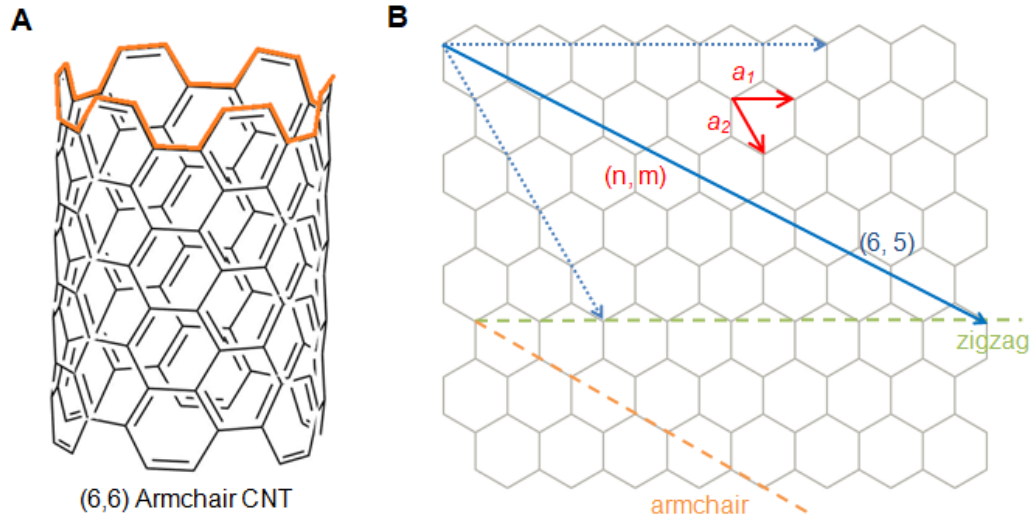 A
(6,6) Armchair CNT
B
a1
a2
(n, m)
(6, 5)
zigzag
armchair